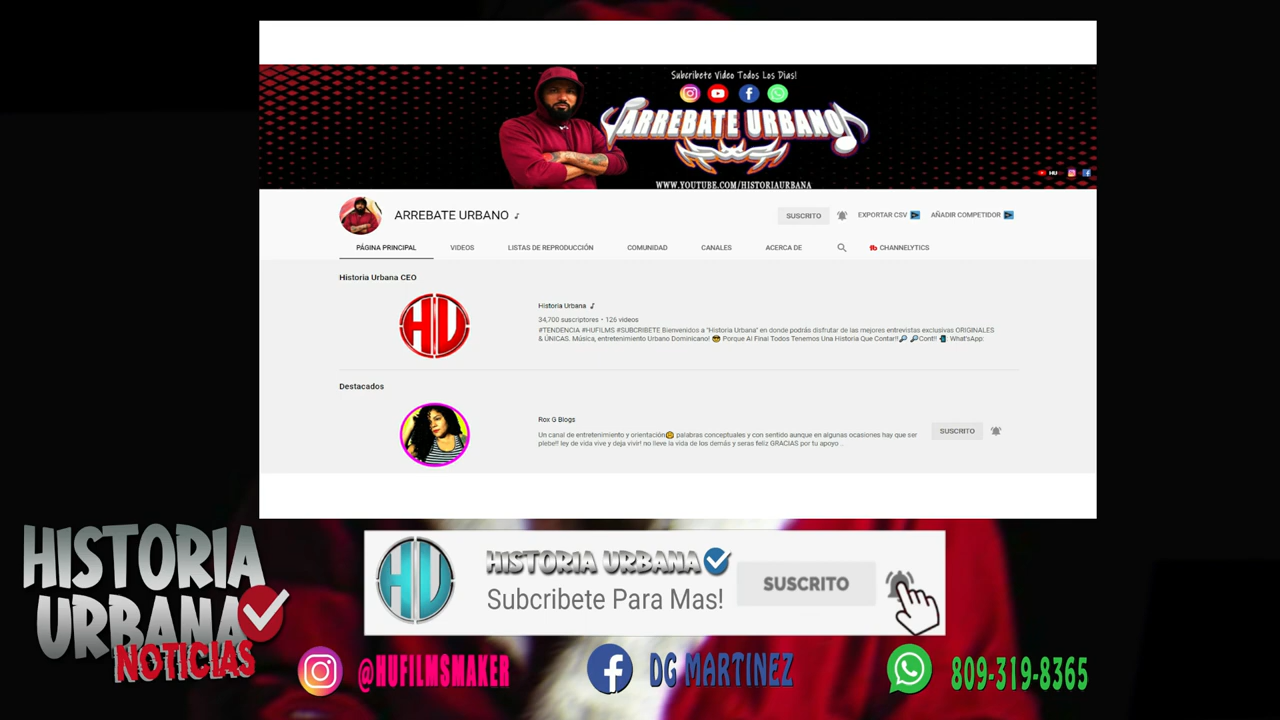 Subcribete Video Todos Los Dias!
ARREBATE URBANO
WWW.YOUTUBE.COM/HISTORIAURBANA
HU
ARREBATE URBANO
SUSCRITO
EXPORTAR CSV
AÑADIR COMPETIDOR
PÁGINA PRINCIPAL
VIDEOS
LISTAS DE REPRODUCCIÓN
COMUNIDAD
CANALES
ACERCA DE
CHANNELYTICS
Historia Urbana CEO
HU
Historia Urbana
34,700 suscriptores • 126 videos
#TENDENCIA #HUFILMS #SUBCRIBETE Bienvenidos a "Historia Urbana" en donde podrás disfrutar de las mejores entrevistas exclusivas ORIGINALES
& ÚNICAS. Música, entretenimiento Urbano Dominicano! 😎 Porque Al Final Todos Tenemos Una Historia Que Contar!!🔎 🔎Cont!! 📲: What'sApp:
Destacados
Rox G Blogs
Un canal de entretenimiento y orientación palabras conceptuales y con sentido aunque en algunas ocasiones hay que ser
plebe!! ley de vida vive y deja vivir! no lleve la vida de los demás y seras feliz GRACIAS por tu apoyo ..
SUSCRITO
HISTORIA
URBANA
NOTICIAS
HU
HISTORIA URBANA
Subcribete Para Mas!
SUSCRITO
@HUFILMSMAKER
DG MARTINEZ
809-319-8365